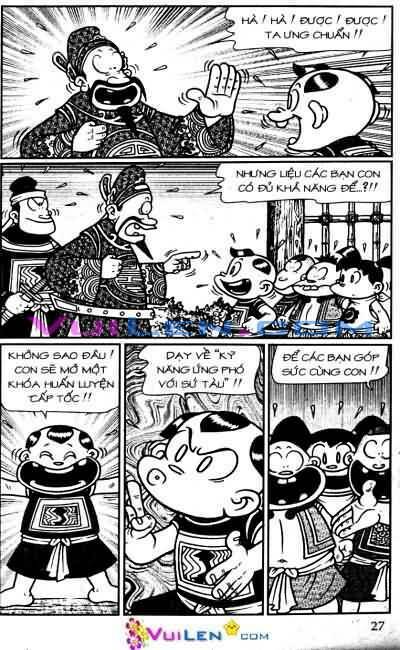 HÀ ! HÀ ! ĐƯỢC ! ĐƯỢC !
TA ƯNG CHUẨN !!
NHƯNG LIỆU CÁC BẠN CON
CÓ ĐỦ KHẢ NĂNG ĐỂ...?!!
VUILEN.COM
KHÔNG SAO ĐÂU !
CON SẼ MỞ MỘT
KHÓA HUẤN LUYỆN
CẤP TỐC !!
DẠY VỀ "KỸ
NĂNG ỨNG PHÓ
VỚI SỨ TÀU" !!
ĐỂ CÁC BẠN GÓP
SỨC CÙNG CON !!
27
VUILEN.COM